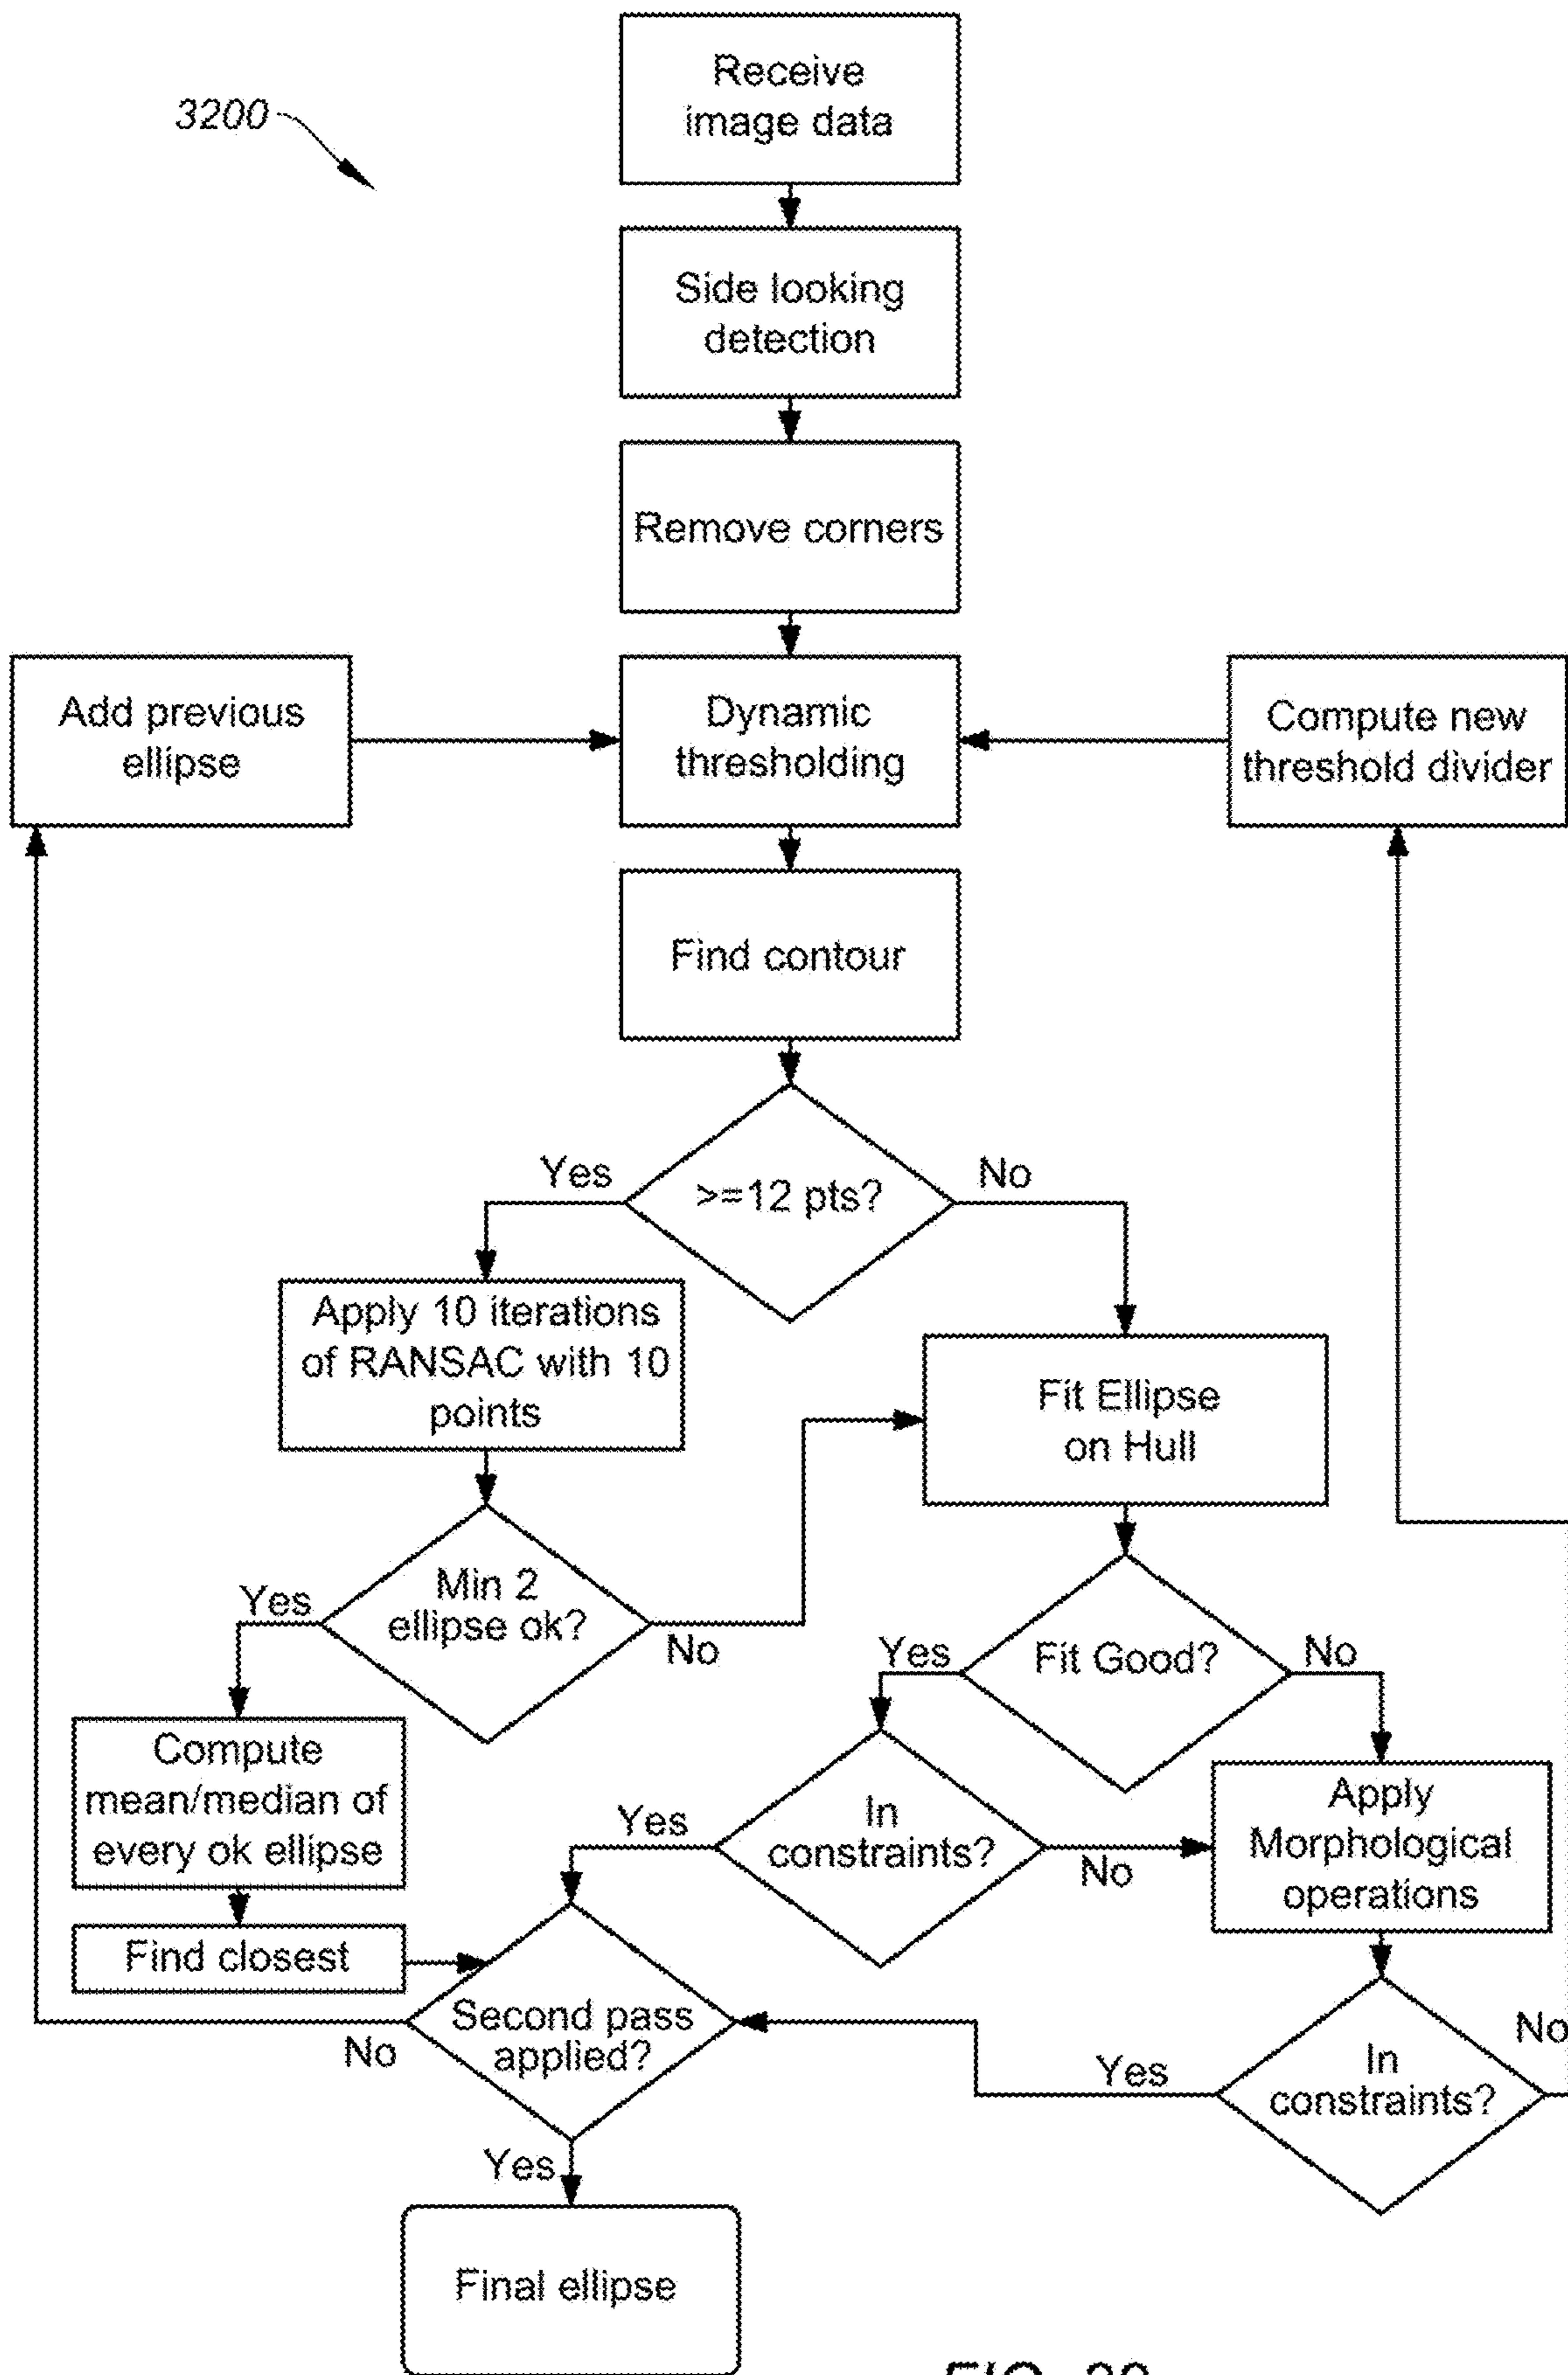 3200
Receive
image data
Side looking
detection
Remove corners
Add previous
ellipse
Dynamic
thresholding
Compute new
threshold divider
Find contour
Yes
>=12 pts?
No
Apply 10 iterations
of RANSAC with 10
points
Fit Ellipse
on Hull
Yes
Min 2
ellipse ok?
No
Yes
Fit Good?
No
Compute
mean/median of
every ok ellipse
Yes
In
constraints?
No
Apply
Morphological
operations
Find closest
Second pass
applied?
No
Yes
In
constraints?
No
Yes
Final ellipse